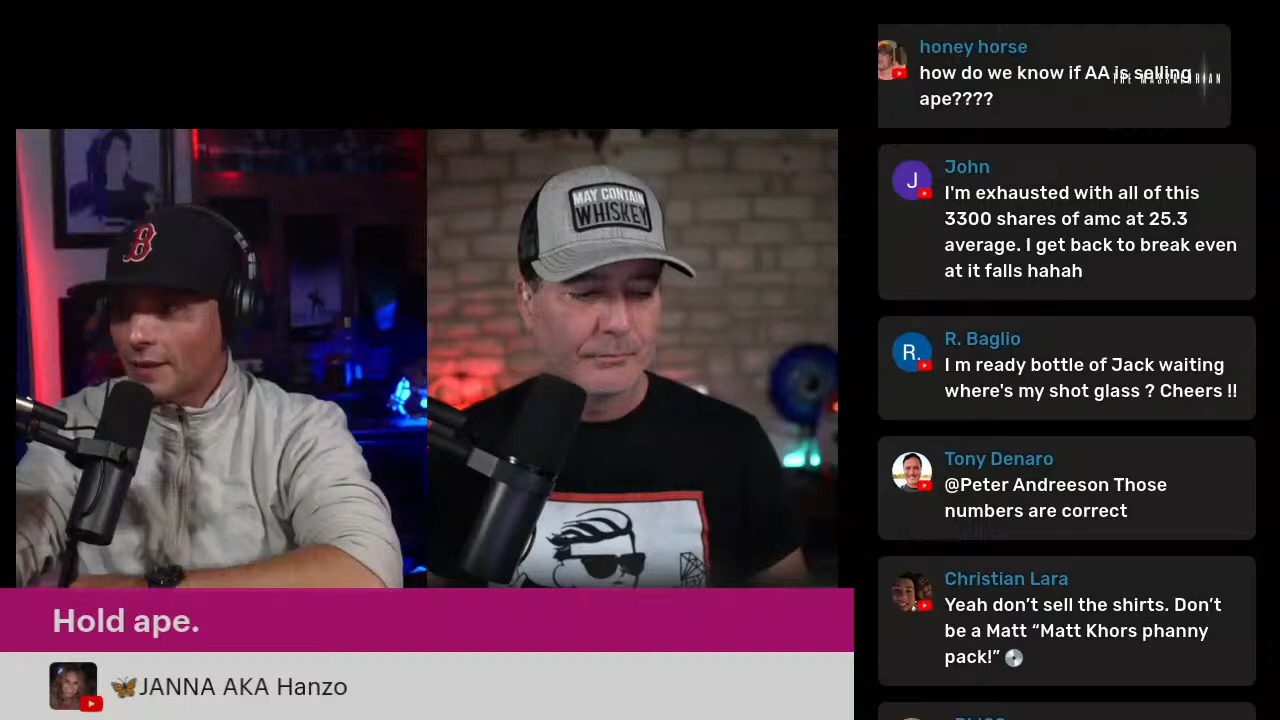 honey horse
how do we know if AA is selling
ape????
John
I'm exhausted with all of this
3300 shares of amc at 25.3
average. I get back to break even
at it falls hahah
R. Baglio
I m ready bottle of Jack waiting
where's my shot glass ? Cheers !!
Tony Denaro
@Peter Andreeson Those
numbers are correct
Christian Lara
Yeah don’t sell the shirts. Don’t
be a Matt “Matt Khors phanny
pack!” 💿
B
MAY CONTAIN
WHISKEY
J
R.
Hold ape.
🦋JANNA AKA Hanzo